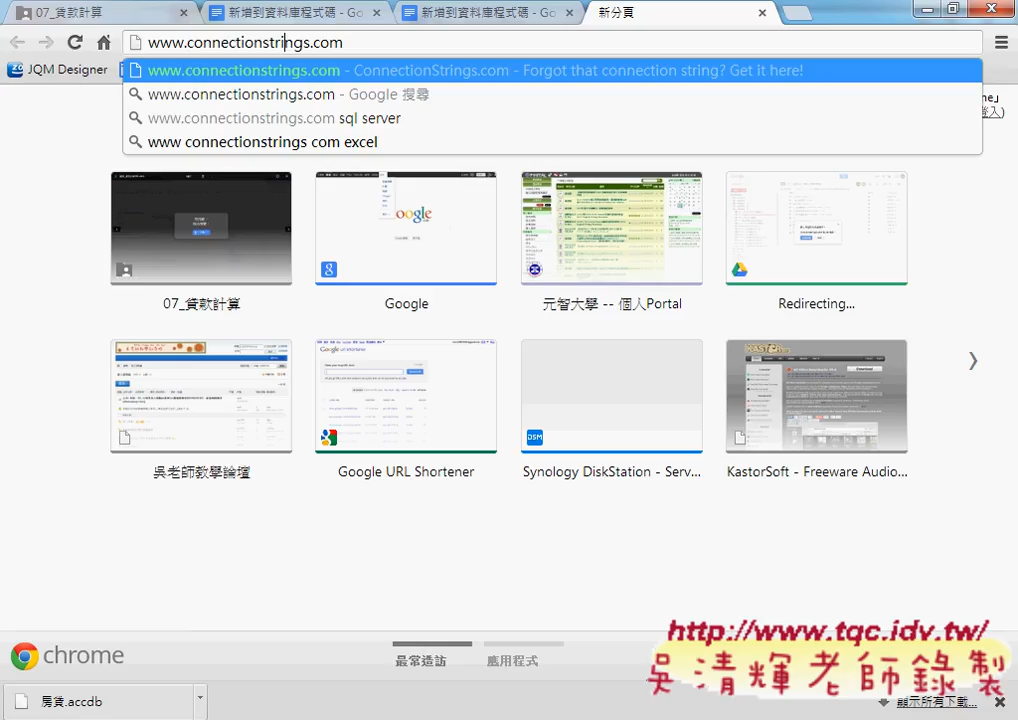 07_貸款計算
新增到資料庫程式碼 - Go
新增到資料庫程式碼 - Go
新分頁
www.connectionstrings.com
JQM Designer
www.connectionstrings.com - ConnectionStrings.com - Forgot that connection string? Get it here!
www.connectionstrings.com - Google 搜尋
www.connectionstrings.com sql server
www connectionstrings com excel
登入)
07_貸款計算
Google
元智大學 -- 個人Portal
Redirecting...
吳老師教學論壇
Google URL Shortener
DSM
Synology DiskStation - Serv...
KastorSoft - Freeware Audio...
chrome
最常造訪
應用程式
http://www.tqc.idv.tw/
吳清輝老師錄製
房貸.accdb
顯示所有下載...